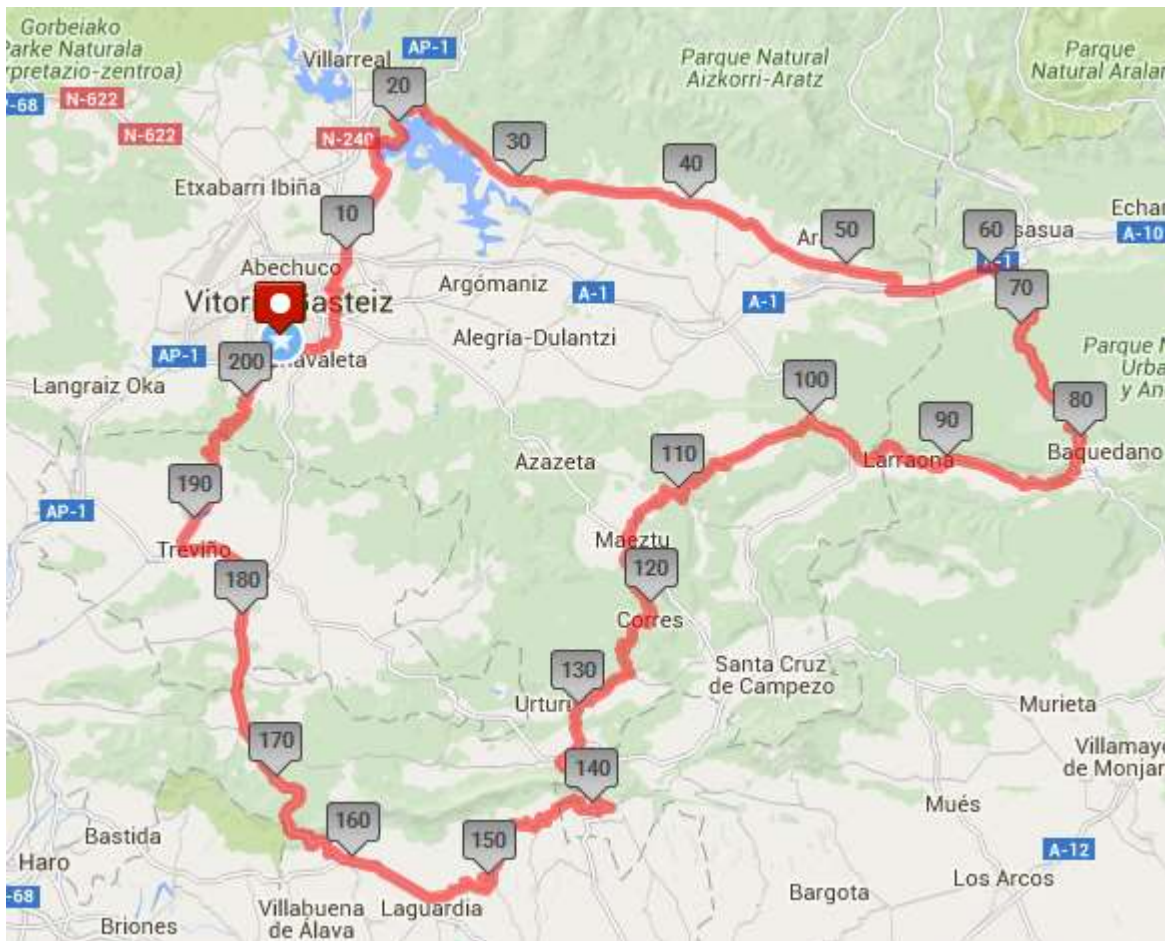 Gorbeiako
Parke Naturala
rpretazio-zentroa)
Villarreal
AP-1
Parque Natural
Aizkorri-Aratz
Parque
Natural Aralar
-68
N-622
20
N-622
N-240
30
40
Etxabarri Ibiña
10
50
60
sasua
Echar
A-10
Abechuco
Argómaniz
A-1
A-1
A-1
70
Vitori
asteiz
Alegría-Dulantzi
AP-1
200
navaleta
Langraiz Oka
Parque N
Urba
y An
100
90
80
Larraona
Baquedano
Azazeta
110
190
AP-1
Treviño
Maeztu
120
180
Corres
130
Urturi
Santa Cruz
de Campezo
Murieta
170
140
Villamay
de Monjar
Mués
160
150
Bastida
Haro
A-12
-68
Los Arcos
Bargota
Villabuena
de Álava
Laguardia
Briones